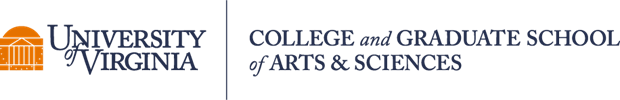 UNIVERSITY
of VIRGINIA
COLLEGE and GRADUATE SCHOOL
of ARTS & SCIENCES